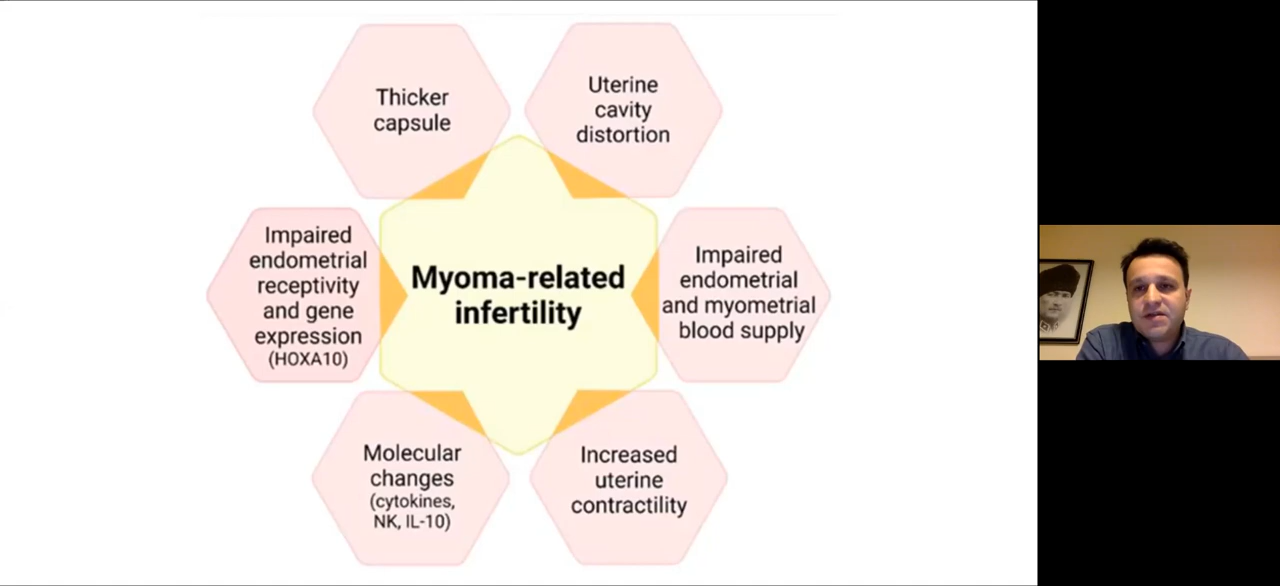 Thicker
capsule
Uterine
cavity
distortion
Impaired
endometrial
receptivity
and gene
expression
(HOXA10)
Myoma-related
infertility
Impaired
endometrial
and myometrial
blood supply
Molecular
changes
(cytokines,
NK, IL-10)
Increased
uterine
contractility